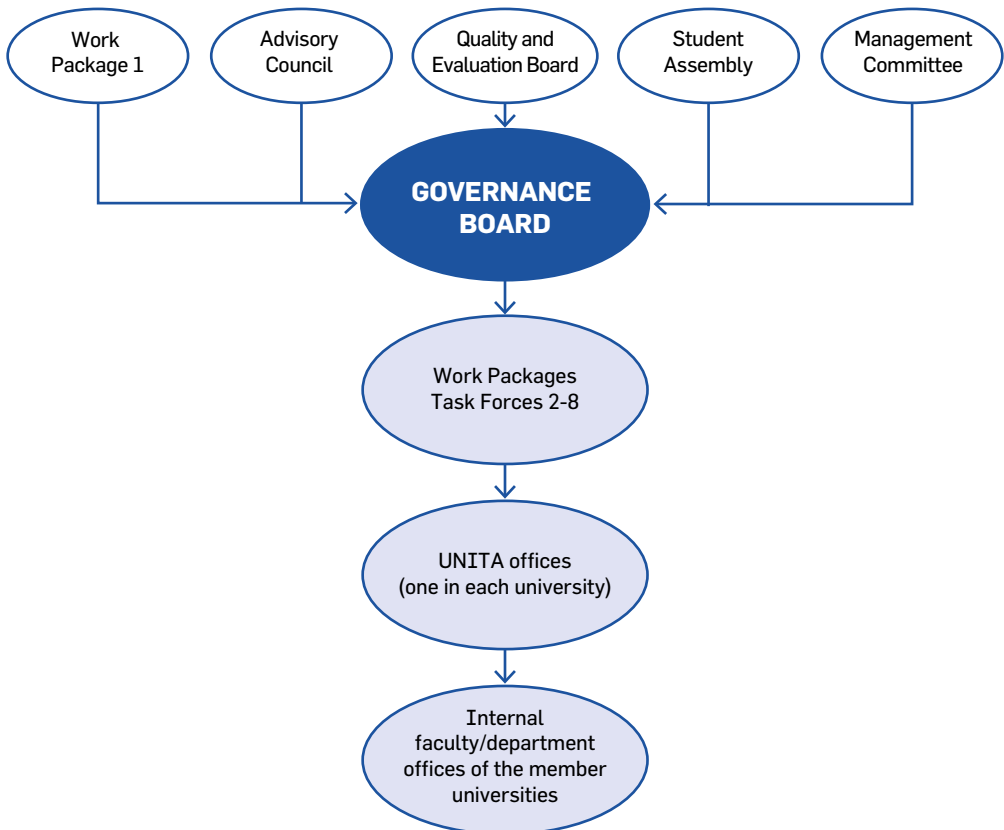 Work
Package 1
Advisory
Council
Quality and
Evaluation Board
Student
Assembly
Management
Committee
GOVERNANCE
BOARD
Work Packages
Task Forces 2-8
UNITA offices
(one in each university)
Internal
faculty/department
offices of the member
universities